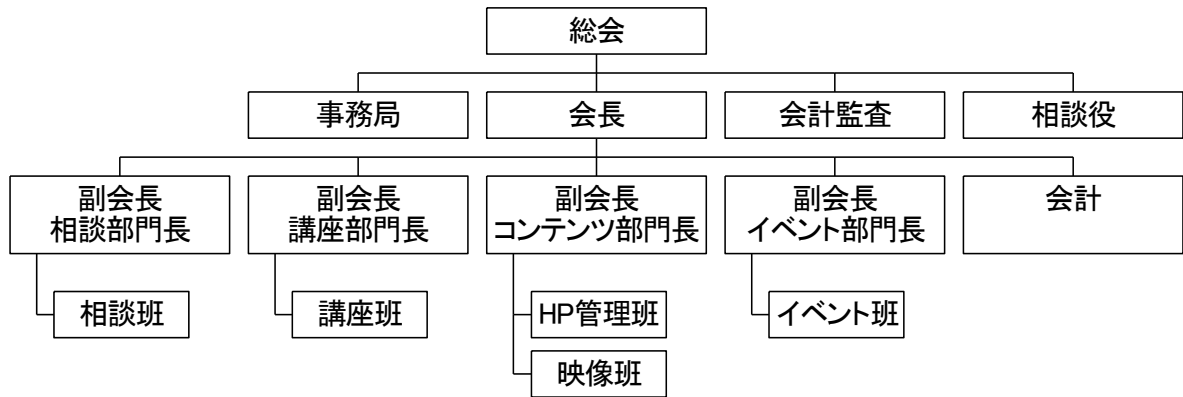 総会
事務局
会長
会計監査
相談役
副会長
相談部門長
副会長
講座部門長
副会長
コンテンツ部門長
副会長
イベント部門長
会計
相談班
講座班
HP管理班
イベント班
映像班